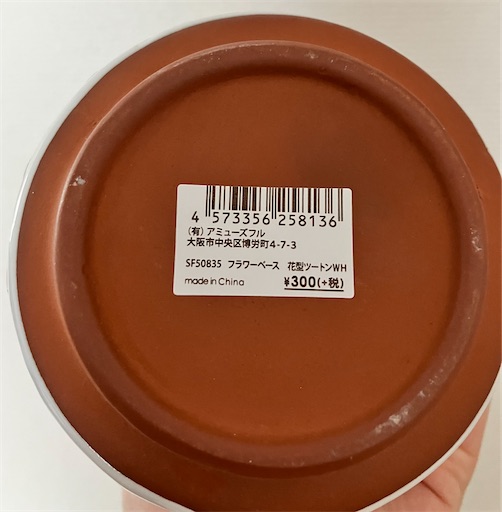 4 573356 258136
(有)アミューズフル
大阪市中央区博労町4-7-3
SF50835 フラワーベース 花型ツートンWH
made in China ¥300(+税)